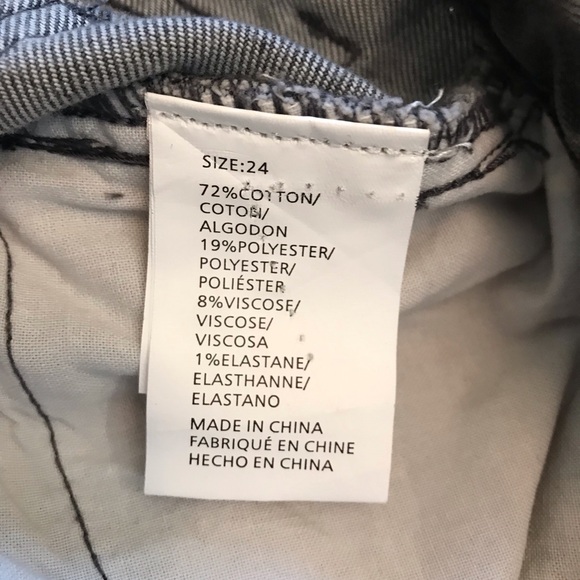 SIZE:24
72%COTTON/
COTON/
ALGODON
19%POLYESTER/
POLYESTER/
POLIÉSTER
8%VISCOSE/
VISCOSE/
VISCOSA
1%ELASTANE/
ELASTHANNE/
ELASTANO
MADE IN CHINA
FABRIQUÉ EN CHINE
HECHO EN CHINA